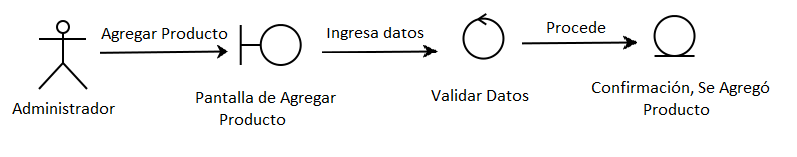 Agregar Producto
Ingresa datos
Procede
Administrador
Pantalla de Agregar
Producto
Validar Datos
Confirmación, Se Agregó
Producto